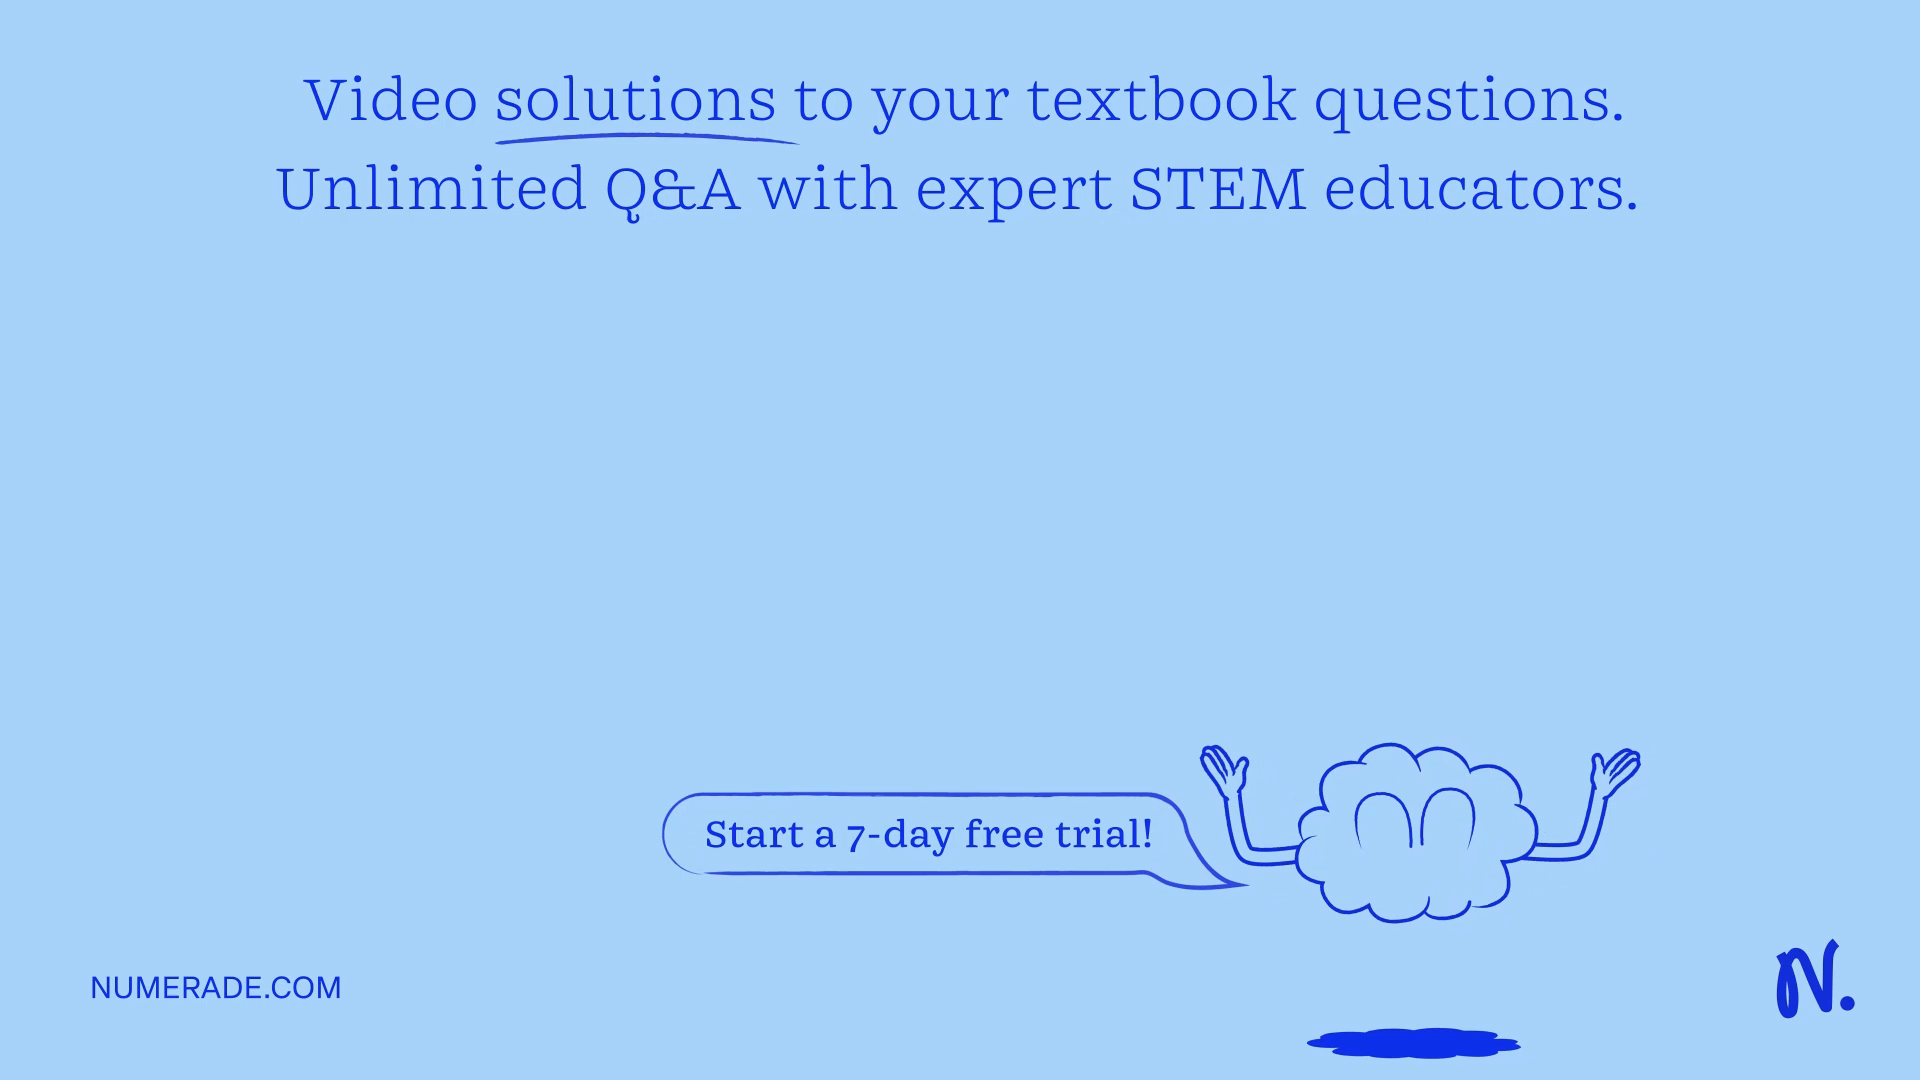 Video solutions to your textbook questions.
Unlimited Q&A with expert STEM educators.
Start a 7-day free trial!
NUMERADE.COM
N.